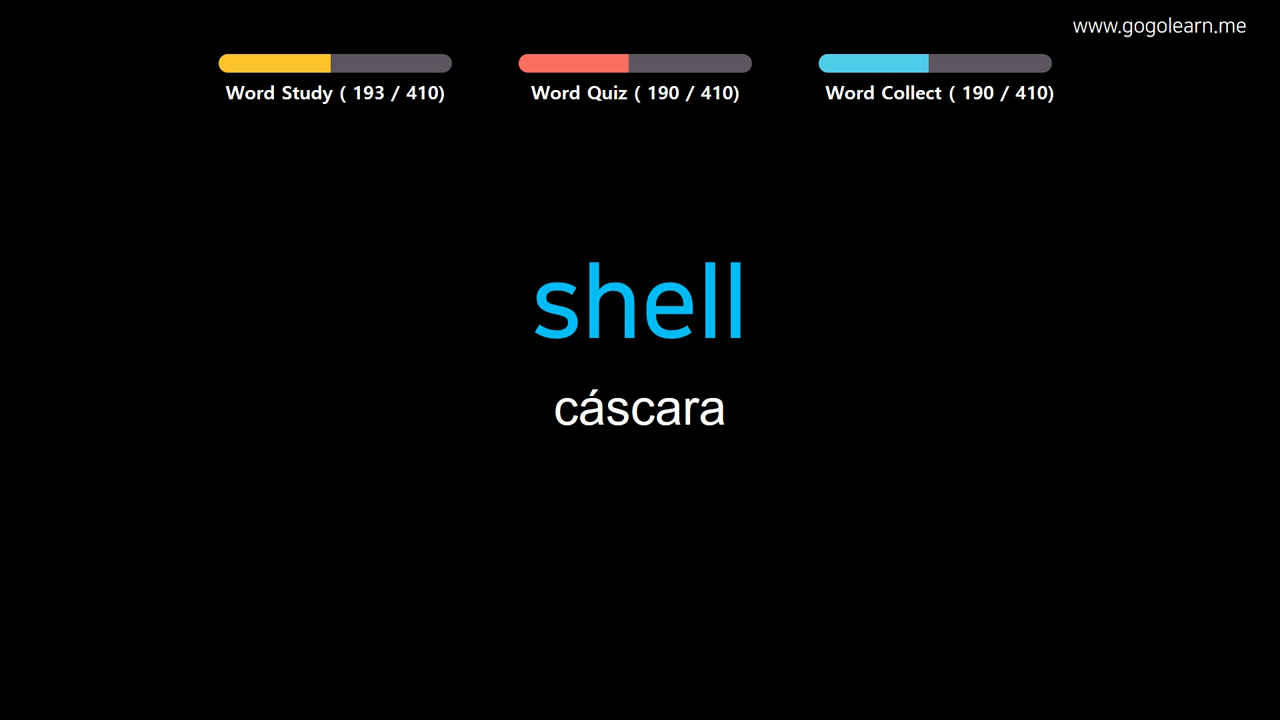 www.gogolearn.me
Word Study ( 193 / 410)
Word Quiz ( 190 / 410)
Word Collect ( 190 / 410)
shell
cáscara